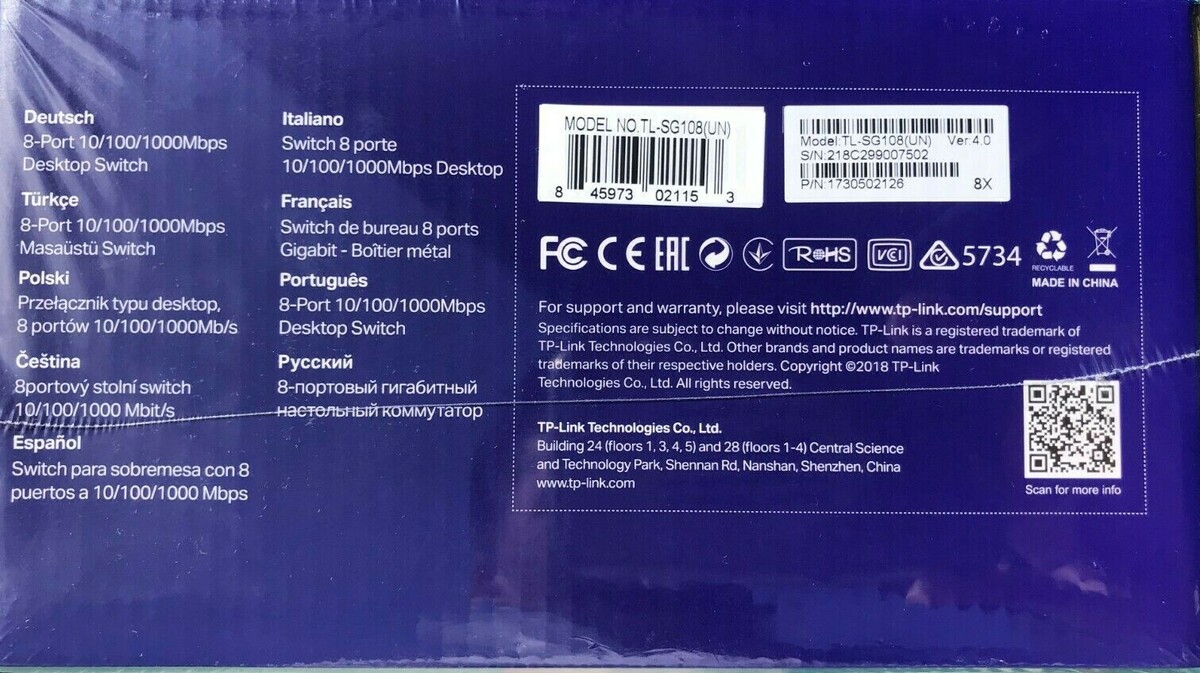 Deutsch
8-Port 10/100/1000Mbps
Desktop Switch
Türkçe
8-Port 10/100/1000Mbps
Masaüstü Switch
Polski
Przełącznik typu desktop,
8 portów 10/100/1000Mb/s
Čeština
8portový stolní switch
10/100/1000 Mbit/s
Español
Switch para sobremesa con 8
puertos a 10/100/1000 Mbps
Italiano
Switch 8 porte
10/100/1000Mbps Desktop
Français
Switch de bureau 8 ports
Gigabit - Boîtier métal
Português
8-Port 10/100/1000Mbps
Desktop Switch
Русский
8-портовый гигабитный
настольный коммутатор
MODEL NO.TL-SG108(UN)
8 45973 02115 3
Model:TL-SG108(UN) Ver:4.0
S/N:218C299007502
P/N:1730502126 8X
FC CE EAC RoHS VCCI 5734
RECYCLABLE
MADE IN CHINA
For support and warranty, please visit http://www.tp-link.com/support
Specifications are subject to change without notice. TP-Link is a registered trademark of
TP-Link Technologies Co., Ltd. Other brands and product names are trademarks or registered
trademarks of their respective holders. Copyright ©2018 TP-Link
Technologies Co., Ltd. All rights reserved.
TP-Link Technologies Co., Ltd.
Building 24 (floors 1, 3, 4, 5) and 28 (floors 1-4) Central Science
and Technology Park, Shennan Rd, Nanshan, Shenzhen, China
www.tp-link.com
Scan for more info